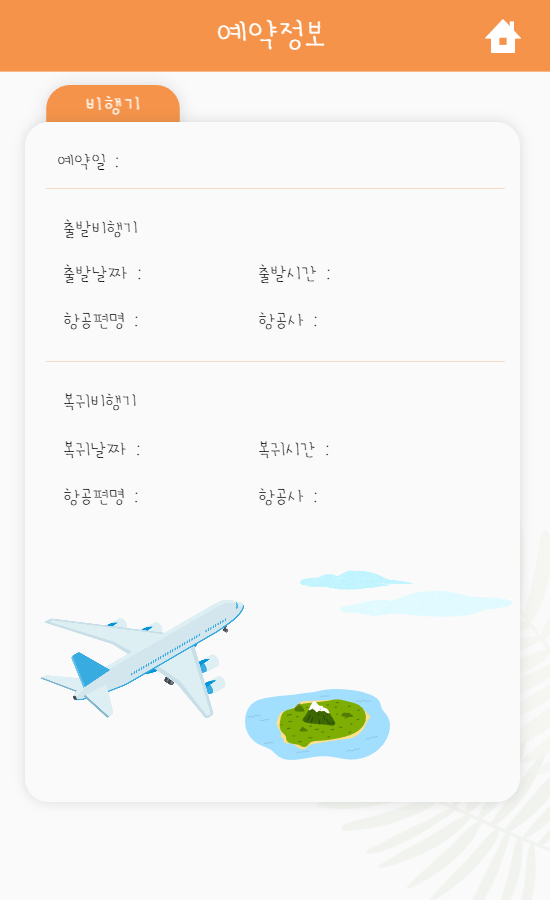 예약정보
비행기
예약일 :
출발비행기
출발날짜 : 출발시간 :
항공편명 : 항공사 :
복귀비행기
복귀날짜 : 복귀시간 :
항공편명 : 항공사 :